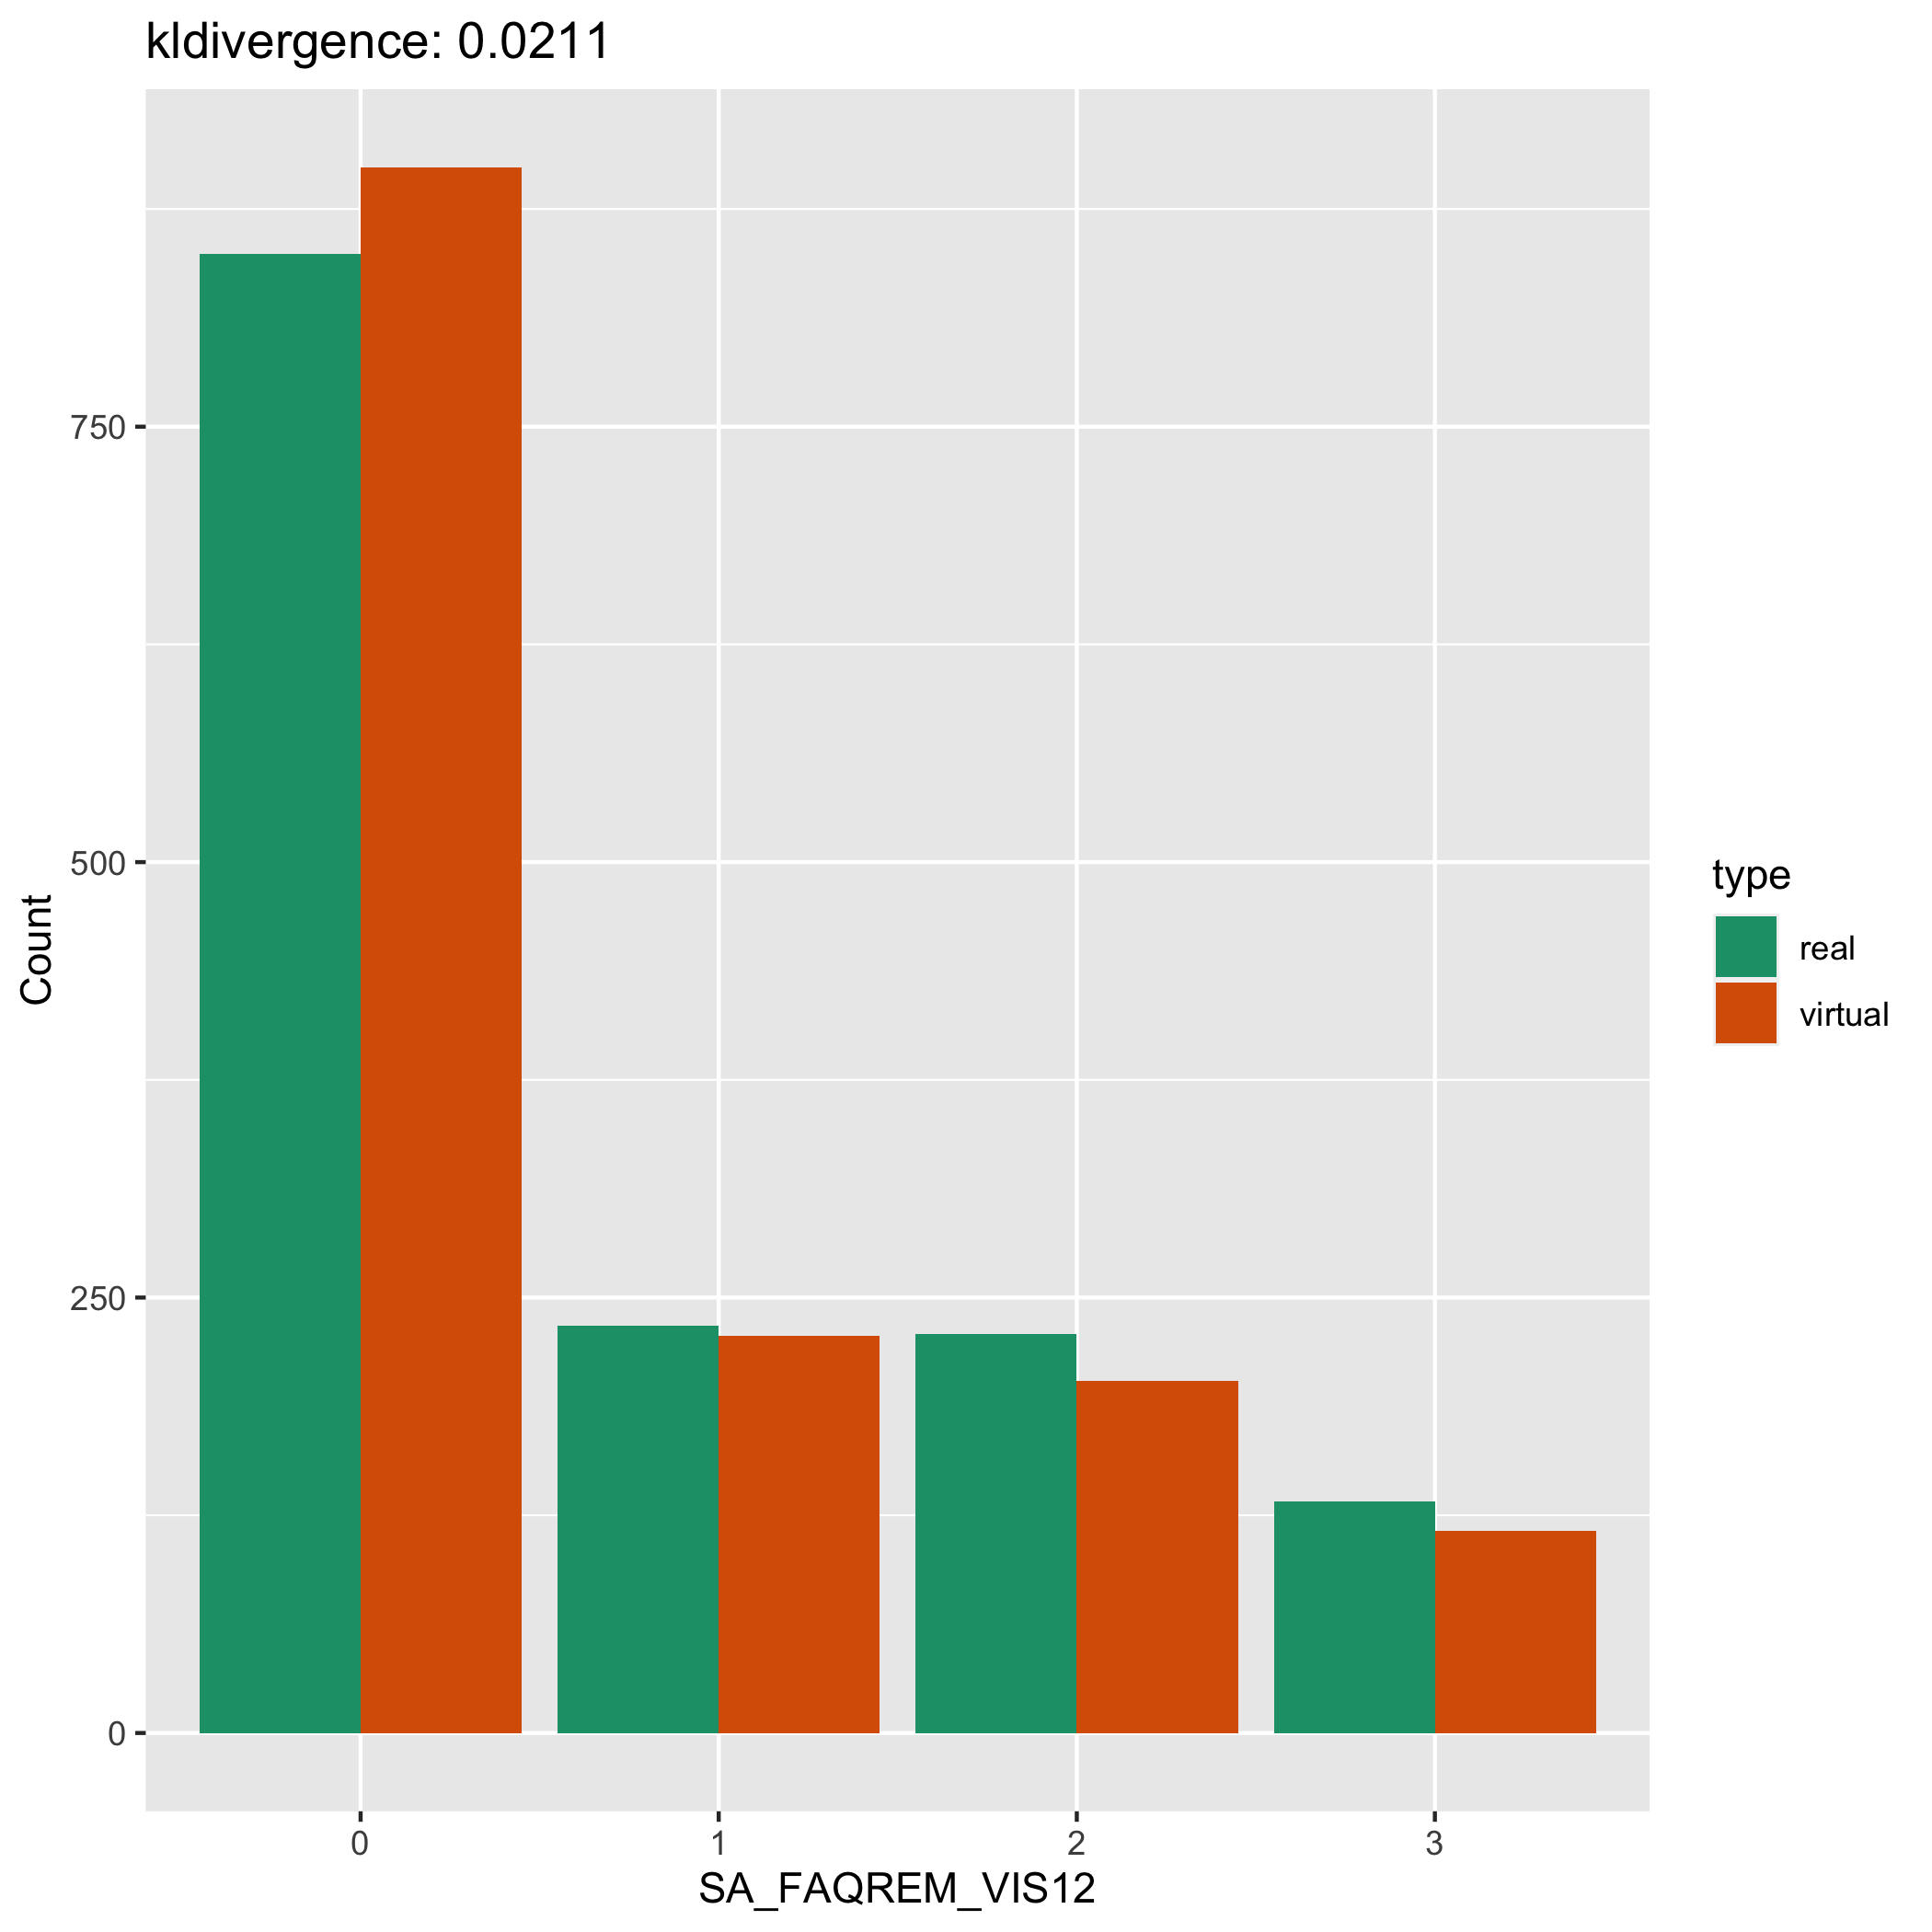 kldivergence: 0.0211
Count
750
500
250
0
0 1 2 3
SA_FAQREM_VIS12
type
real
virtual